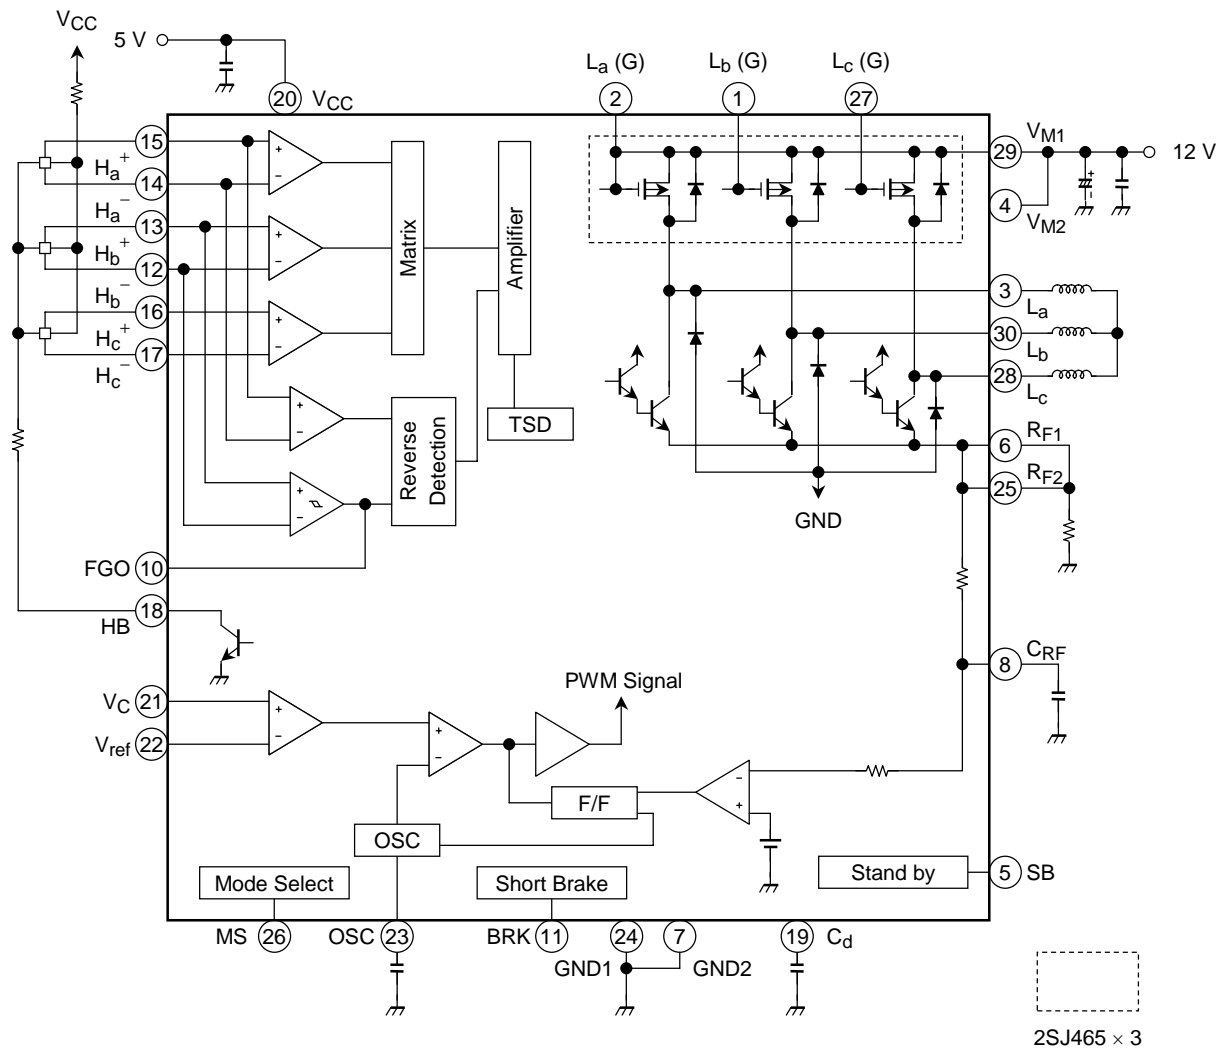 VCC
5 V
La (G)
Lb (G)
Lc (G)
20
VCC
2
1
27
15
Ha+
14
Ha−
13
Hb+
12
Hb−
16
Hc+
17
Hc−
+
−
+
−
+
−
Matrix
Amplifier
TSD
+
−
+
−
Reverse
Detection
29
VM1
12 V
+
−
4
VM2
3
La
30
Lb
28
Lc
6
RF1
25
RF2
GND
FGO
10
18
HB
8
CRF
VC
21
Vref
22
+
−
+
−
PWM Signal
F/F
−
+
OSC
Mode Select
Short Brake
Stand by
5
SB
MS
26
OSC
23
BRK
11
24
7
19
Cd
GND1
GND2
2SJ465 × 3